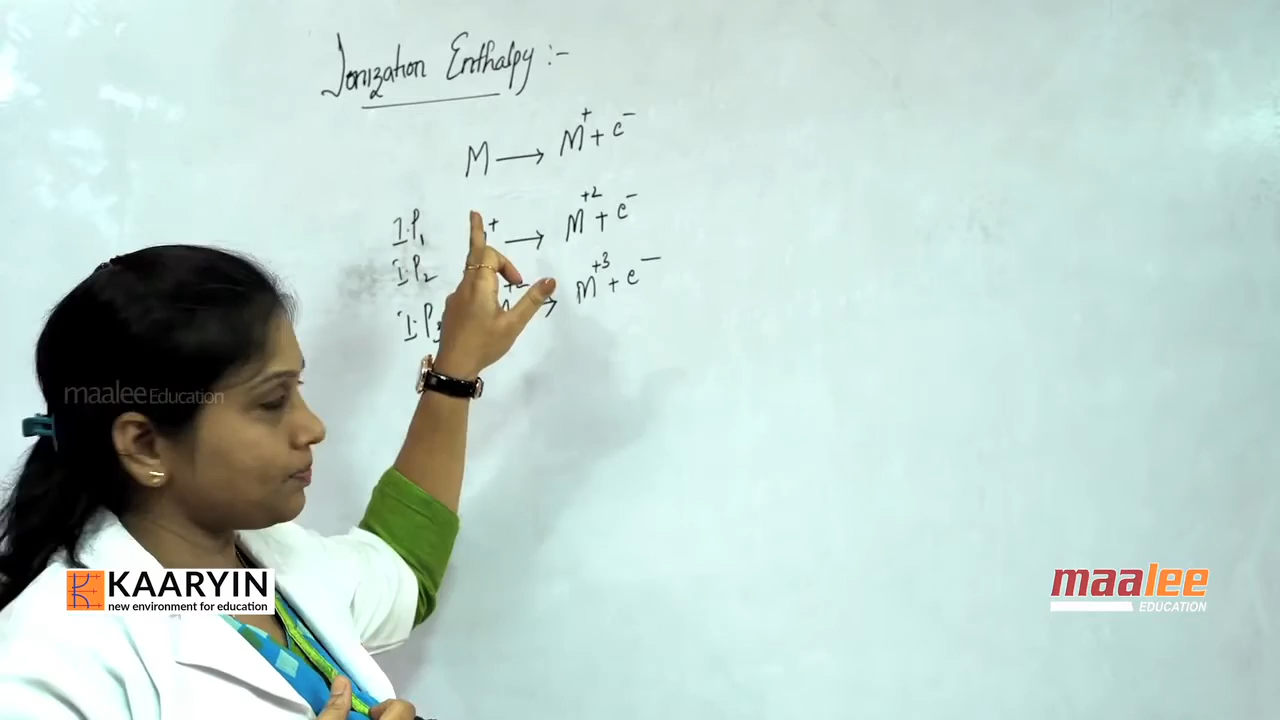 Ionization Enthalpy :-
M → M⁺ + e⁻
I.P₁ → M⁺² + e⁻
I.P₂
I.P₃ → M⁺³ + e⁻
maalee Education
KAARYIN
new environment for education
maalee
EDUCATION